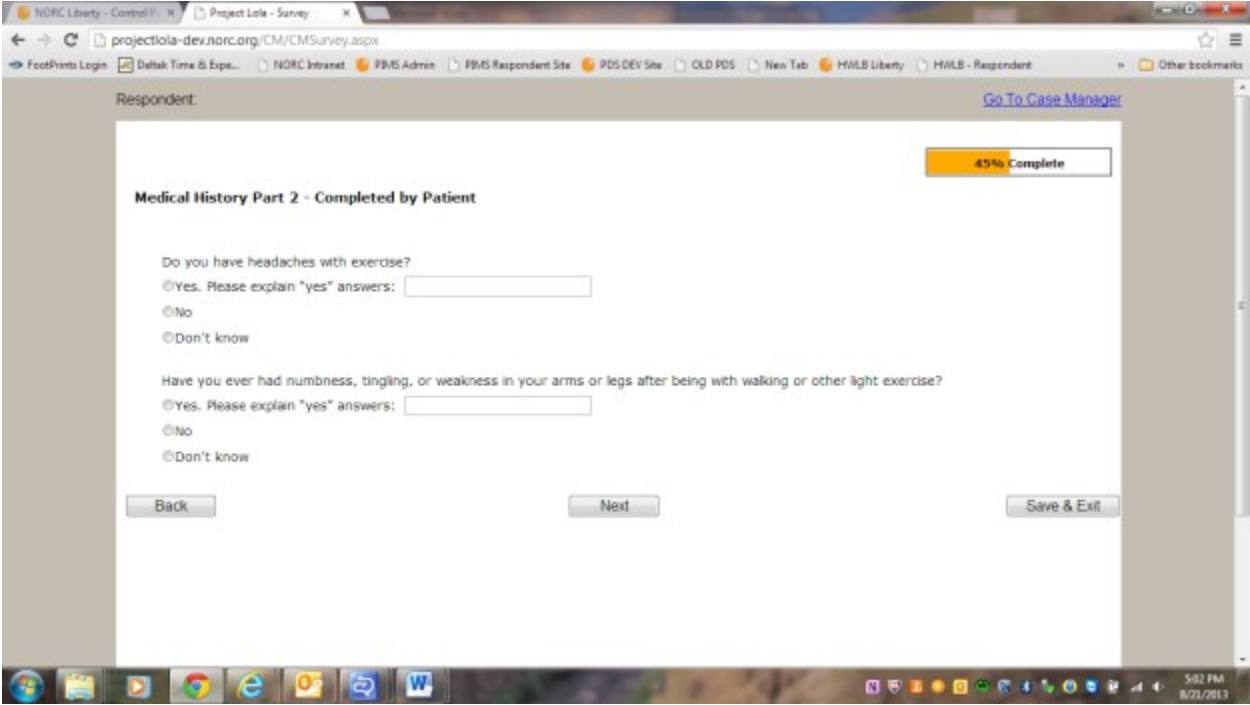 NORC Liberty - Control P
Project Lola - Survey
projectlola-dev.norc.org/CM/CMSurvey.aspx
FootPrints Login Deltek Time & Expe... NORC Intranet PIMS Admin PIMS Respondent Site PDS DEV Site OLD PDS New Tab HWLB Liberty HWLB - Respondent » Other bookmarks
Respondent:
Go To Case Manager
45% Complete
Medical History Part 2 - Completed by Patient
Do you have headaches with exercise?
Yes. Please explain "yes" answers:
No
Don't know
Have you ever had numbness, tingling, or weakness in your arms or legs after being with walking or other light exercise?
Yes. Please explain "yes" answers:
No
Don't know
Back Next Save & Exit
5:02 PM
8/21/2013